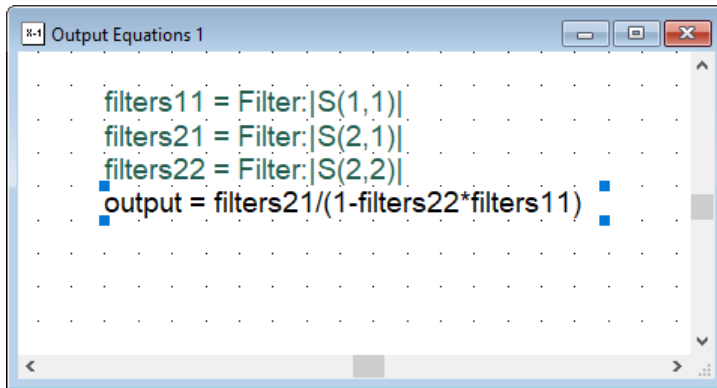 X-1 Output Equations 1
filters11 = Filter:|S(1,1)|
filters21 = Filter:|S(2,1)|
filters22 = Filter:|S(2,2)|
output = filters21/(1-filters22*filters11)